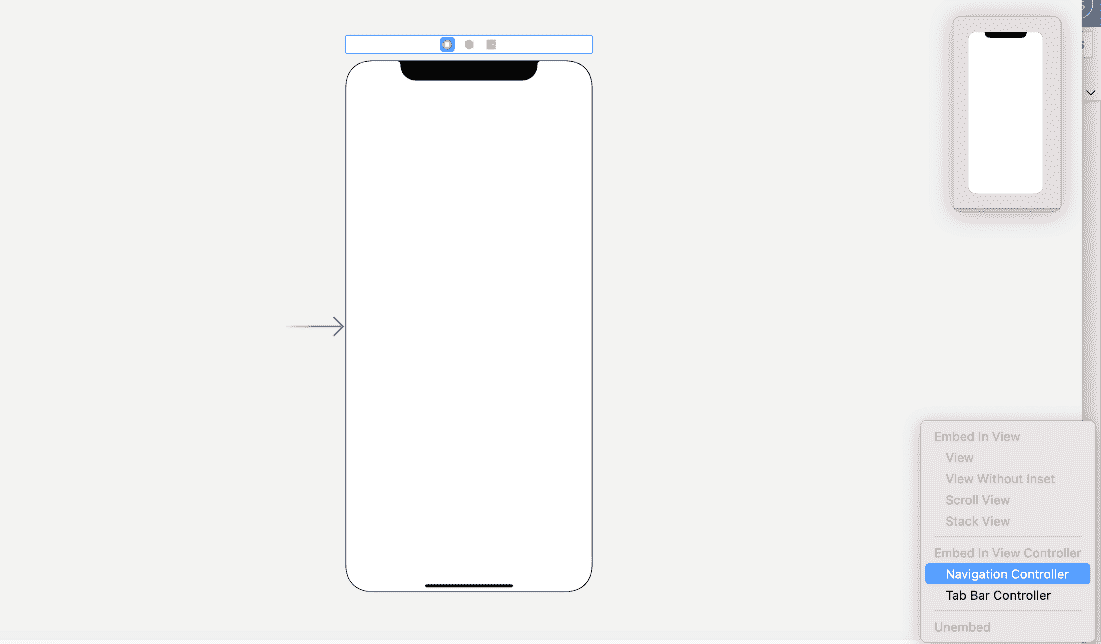 Embed In View
View
View Without Inset
Scroll View
Stack View
Embed In View Controller
Navigation Controller
Tab Bar Controller
Unembed